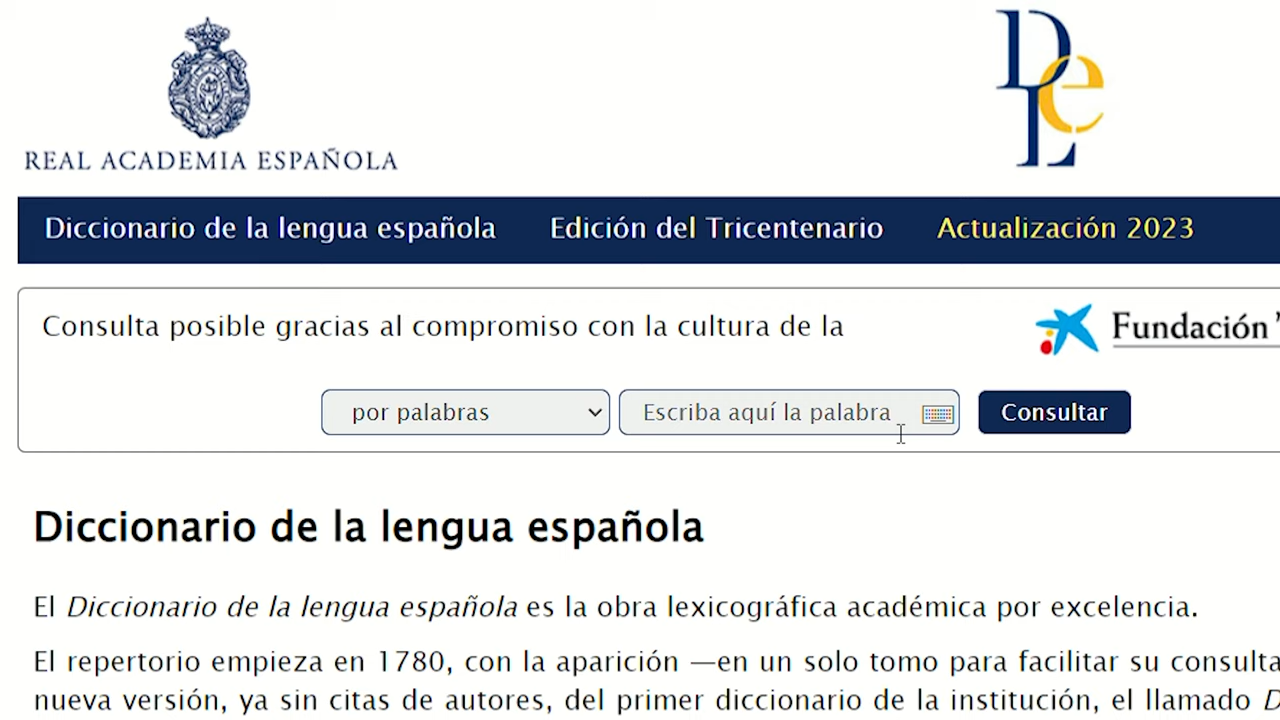 REAL ACADEMIA ESPAÑOLA
DLe
Diccionario de la lengua española Edición del Tricentenario Actualización 2023
Consulta posible gracias al compromiso con la cultura de la Fundación
por palabras Escriba aquí la palabra Consultar
Diccionario de la lengua española
El Diccionario de la lengua española es la obra lexicográfica académica por excelencia.
El repertorio empieza en 1780, con la aparición —en un solo tomo para facilitar su consulta
nueva versión, ya sin citas de autores, del primer diccionario de la institución, el llamado D